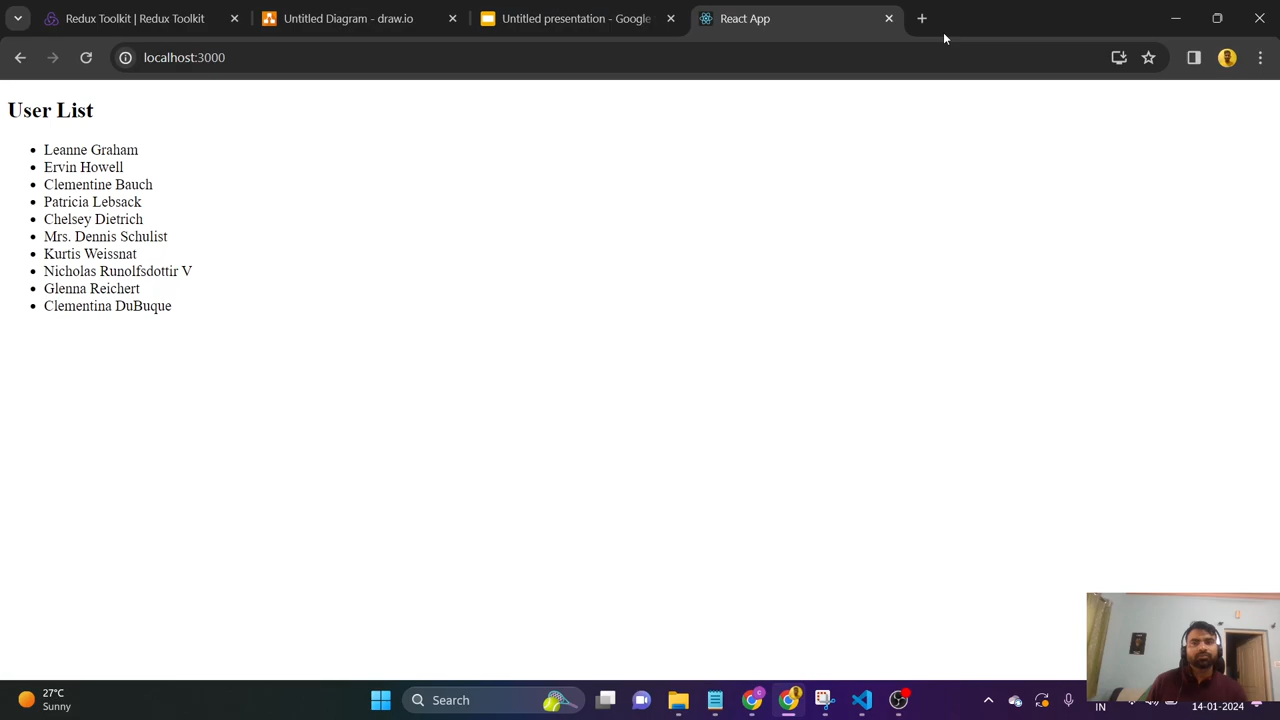 Redux Toolkit | Redux Toolkit
Untitled Diagram - draw.io
Untitled presentation - Google
React App
localhost:3000
User List
Leanne Graham
Ervin Howell
Clementine Bauch
Patricia Lebsack
Chelsey Dietrich
Mrs. Dennis Schulist
Kurtis Weissnat
Nicholas Runolfsdottir V
Glenna Reichert
Clementina DuBuque
27°C
Sunny
Search
IN
14-01-2024